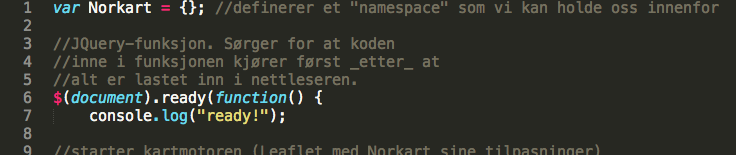 1 var Norkart = {}; //definerer et "namespace" som vi kan holde oss innenfor
2
3 //JQuery-funksjon. Sørger for at koden
4 //inne i funksjonen kjører først _etter_ at
5 //alt er lastet inn i nettleseren.
6 $(document).ready(function() {
7     console.log("ready!");
8
9 //starter kartmotoren (Leaflet med Norkart sine tilpasninger)